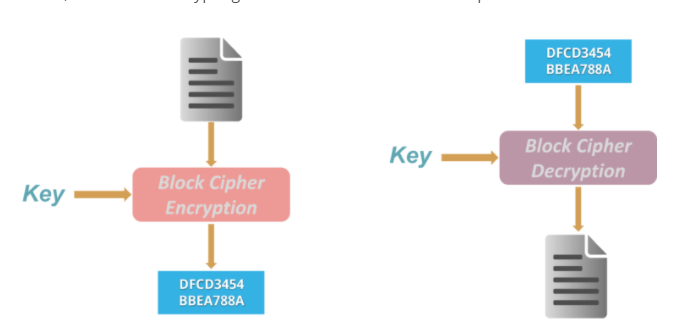 Key
Block Cipher
Encryption
DFCD3454
BBEA788A
DFCD3454
BBEA788A
Key
Block Cipher
Decryption